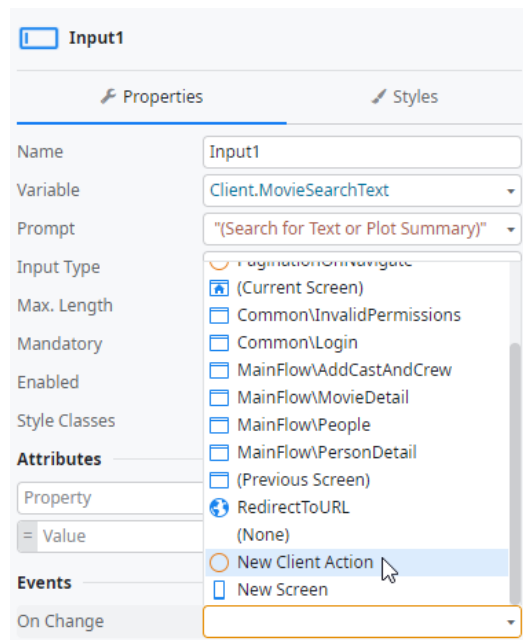 Input1
Properties Styles
Name Input1
Variable Client.MovieSearchText
Prompt "(Search for Text or Plot Summary)"
Input Type PaginationOnNavigate
(Current Screen)
Max. Length Common\InvalidPermissions
Mandatory Common\Login
MainFlow\AddCastAndCrew
Enabled MainFlow\MovieDetail
Style Classes MainFlow\People
Attributes MainFlow\PersonDetail
(Previous Screen)
Property RedirectToURL
= Value (None)
New Client Action
Events New Screen
On Change